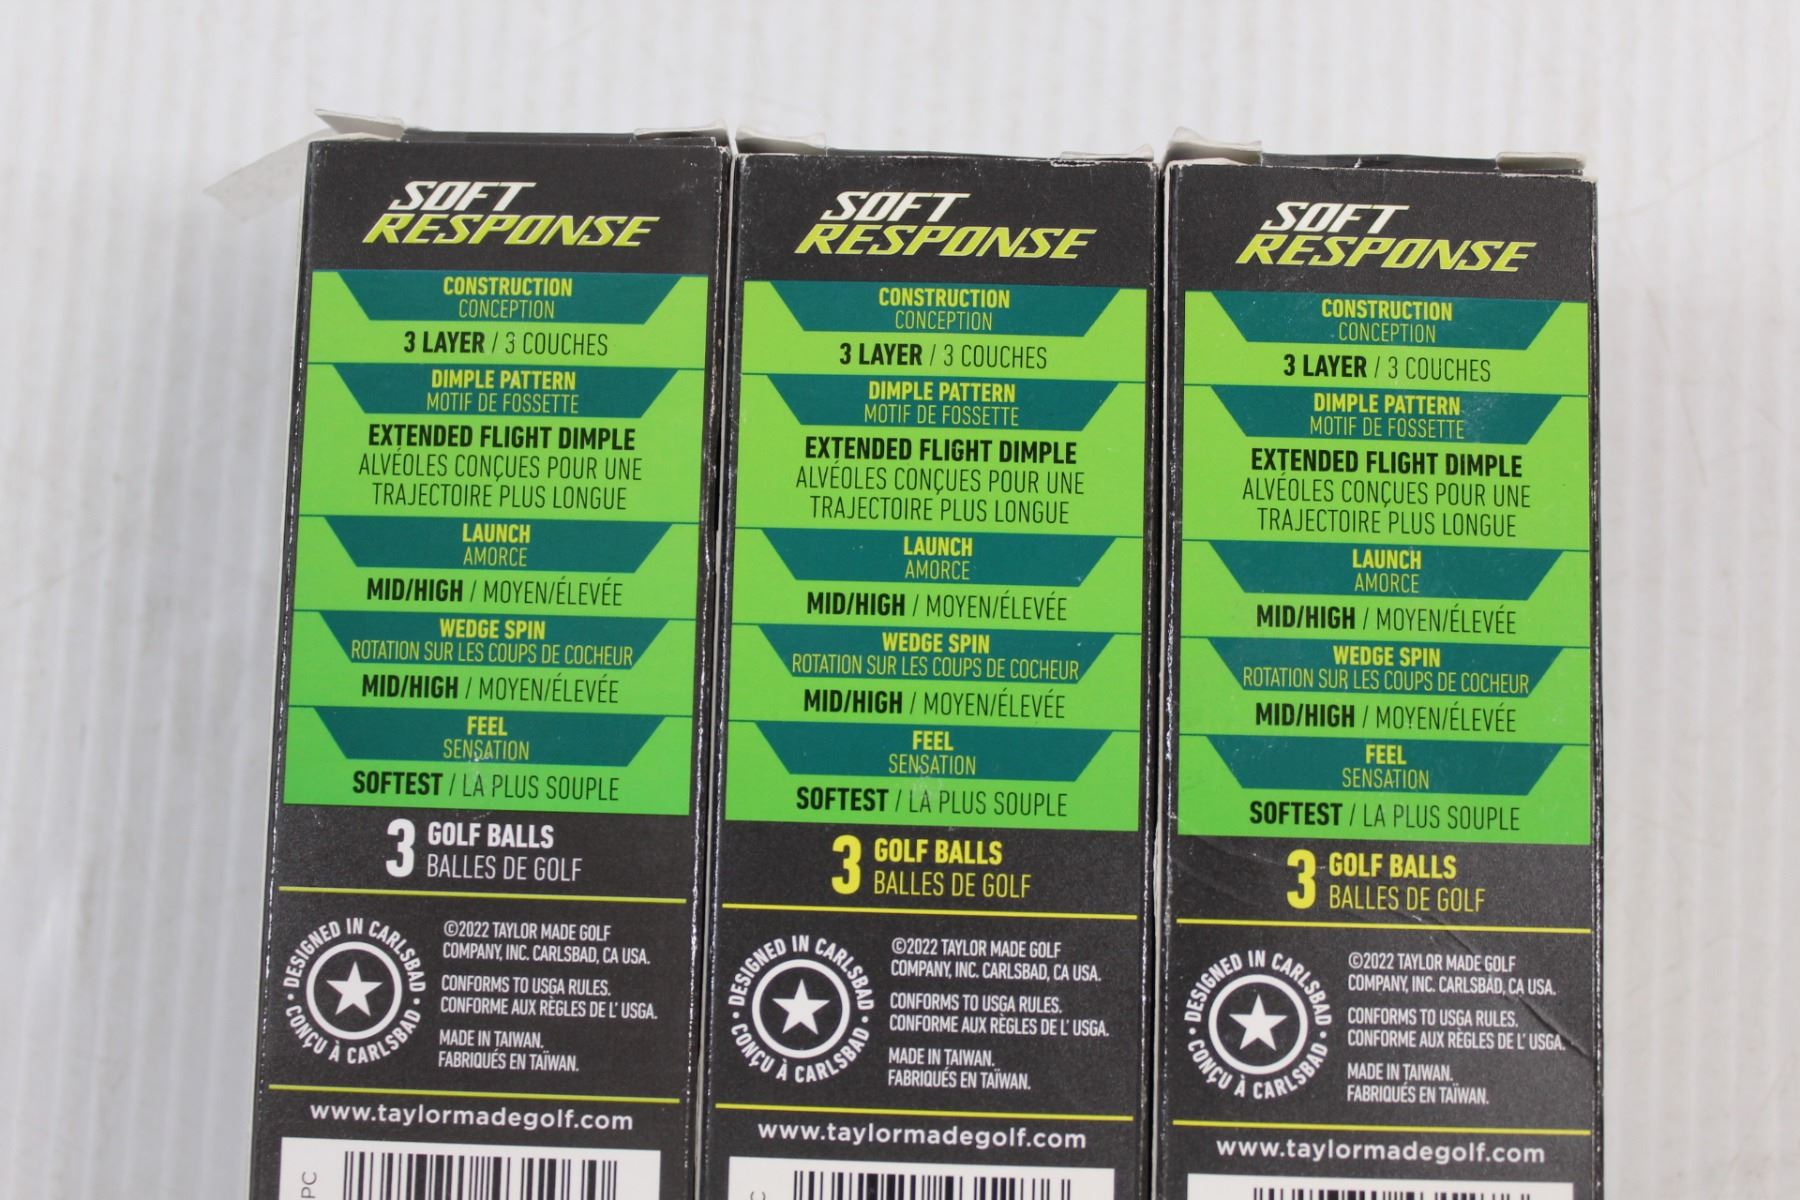 SOFT
RESPONSE
CONSTRUCTION
CONCEPTION
3 LAYER / 3 COUCHES
DIMPLE PATTERN
MOTIF DE FOSSETTE
EXTENDED FLIGHT DIMPLE
ALVÉOLES CONÇUES POUR UNE
TRAJECTOIRE PLUS LONGUE
LAUNCH
AMORCE
MID/HIGH / MOYEN/ÉLEVÉE
WEDGE SPIN
ROTATION SUR LES COUPS DE COCHEUR
MID/HIGH / MOYEN/ÉLEVÉE
FEEL
SENSATION
SOFTEST / LA PLUS SOUPLE
3 GOLF BALLS
BALLES DE GOLF
DESIGNED IN CARLSBAD
CONÇU À CARLSBAD
©2022 TAYLOR MADE GOLF
COMPANY, INC. CARLSBAD, CA USA.
CONFORMS TO USGA RULES.
CONFORME AUX RÈGLES DE L' USGA.
MADE IN TAIWAN.
FABRIQUÉS EN TAÏWAN.
www.taylormadegolf.com
PC
SOFT
RESPONSE
CONSTRUCTION
CONCEPTION
3 LAYER / 3 COUCHES
DIMPLE PATTERN
MOTIF DE FOSSETTE
EXTENDED FLIGHT DIMPLE
ALVÉOLES CONÇUES POUR UNE
TRAJECTOIRE PLUS LONGUE
LAUNCH
AMORCE
MID/HIGH / MOYEN/ÉLEVÉE
WEDGE SPIN
ROTATION SUR LES COUPS DE COCHEUR
MID/HIGH / MOYEN/ÉLEVÉE
FEEL
SENSATION
SOFTEST / LA PLUS SOUPLE
3 GOLF BALLS
BALLES DE GOLF
DESIGNED IN CARLSBAD
CONÇU À CARLSBAD
©2022 TAYLOR MADE GOLF
COMPANY, INC. CARLSBAD, CA USA.
CONFORMS TO USGA RULES.
CONFORME AUX RÈGLES DE L' USGA.
MADE IN TAIWAN.
FABRIQUÉS EN TAÏWAN.
www.taylormadegolf.com
SOFT
RESPONSE
CONSTRUCTION
CONCEPTION
3 LAYER / 3 COUCHES
DIMPLE PATTERN
MOTIF DE FOSSETTE
EXTENDED FLIGHT DIMPLE
ALVÉOLES CONÇUES POUR UNE
TRAJECTOIRE PLUS LONGUE
LAUNCH
AMORCE
MID/HIGH / MOYEN/ÉLEVÉE
WEDGE SPIN
ROTATION SUR LES COUPS DE COCHEUR
MID/HIGH / MOYEN/ÉLEVÉE
FEEL
SENSATION
SOFTEST / LA PLUS SOUPLE
3 GOLF BALLS
BALLES DE GOLF
DESIGNED IN CARLSBAD
CONÇU À CARLSBAD
©2022 TAYLOR MADE GOLF
COMPANY, INC. CARLSBAD, CA USA.
CONFORMS TO USGA RULES.
CONFORME AUX RÈGLES DE L' USGA.
MADE IN TAIWAN.
FABRIQUÉS EN TAÏWAN.
www.taylormadegolf.com